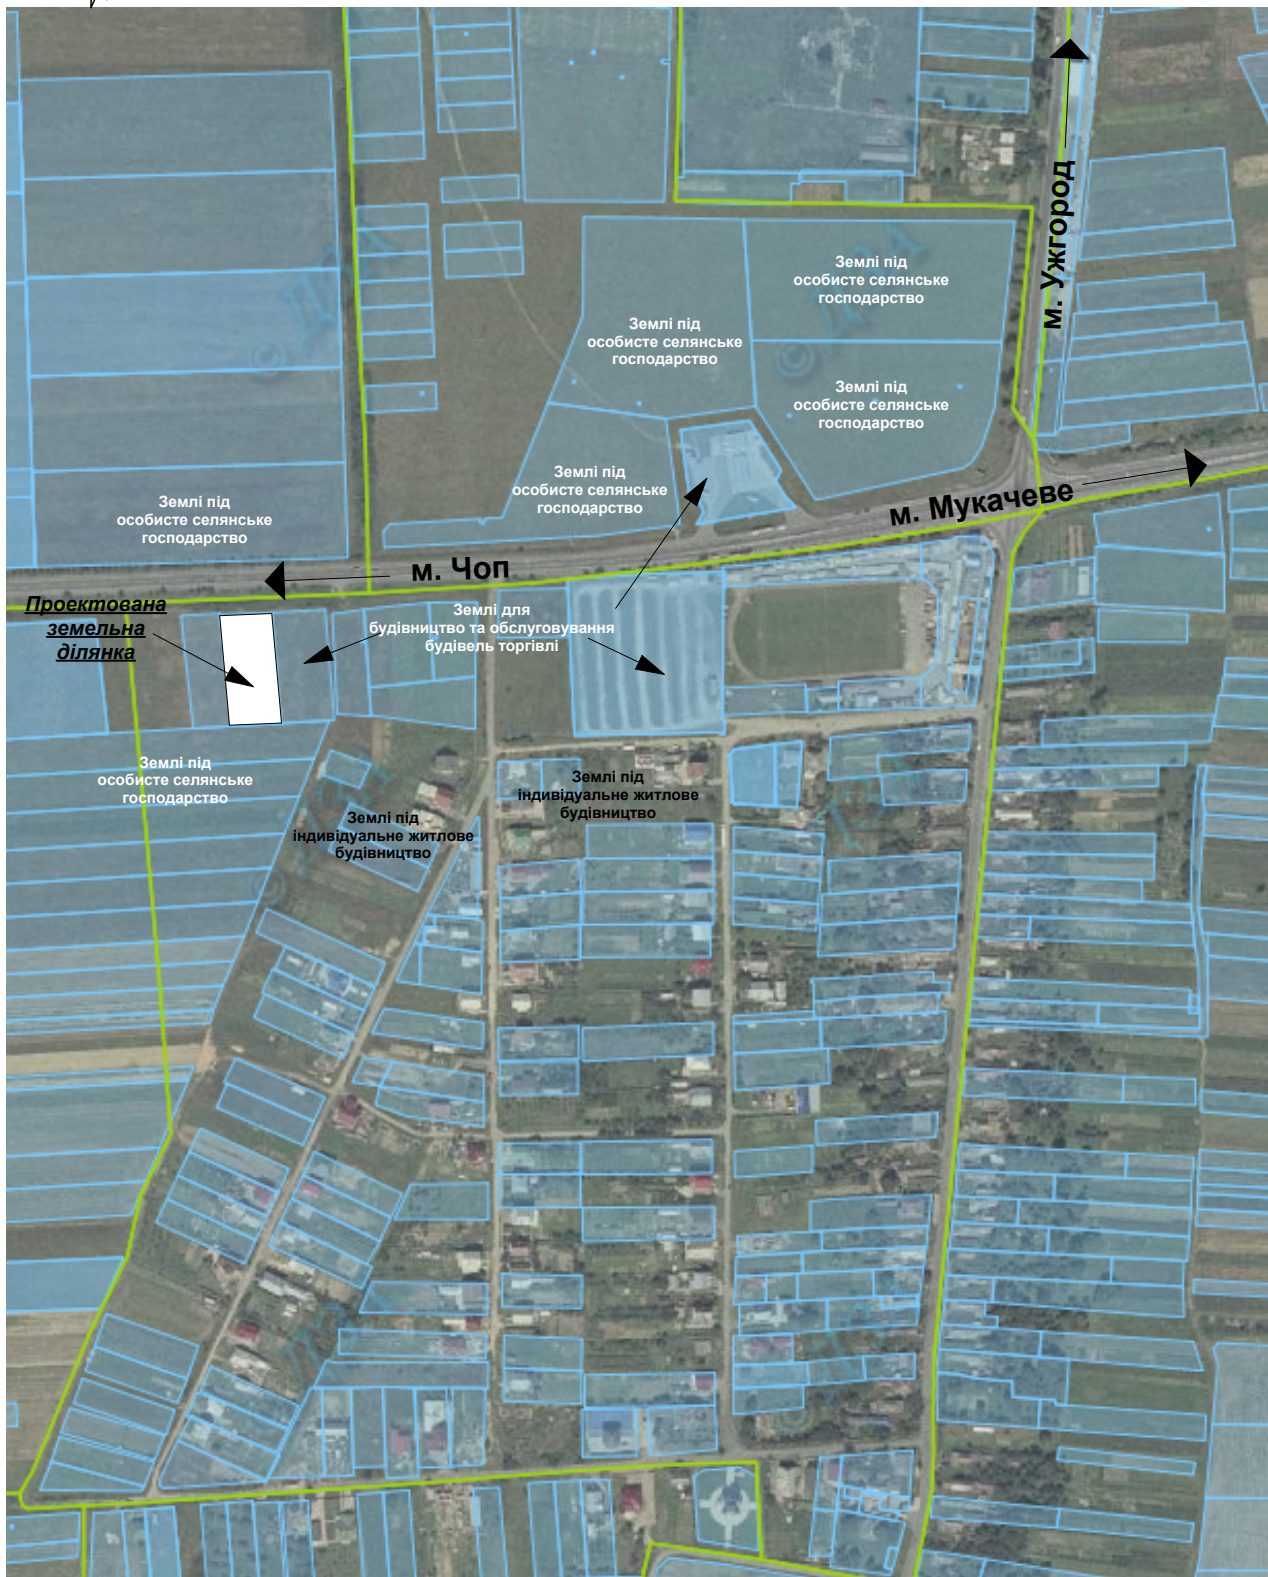 м. Ужгород
Землі під
особисте селянське
господарство
Землі під
особисте селянське
господарство
Землі під
особисте селянське
господарство
Землі під
особисте селянське
господарство
Землі під
особисте селянське
господарство
м. Мукачеве
м. Чоп
Проектована
земельна
ділянка
Землі для
будівництво та обслуговування
будівель торгівлі
Землі під
особисте селянське
господарство
Землі під
індивідуальне житлове
будівництво
Землі під
індивідуальне житлове
будівництво